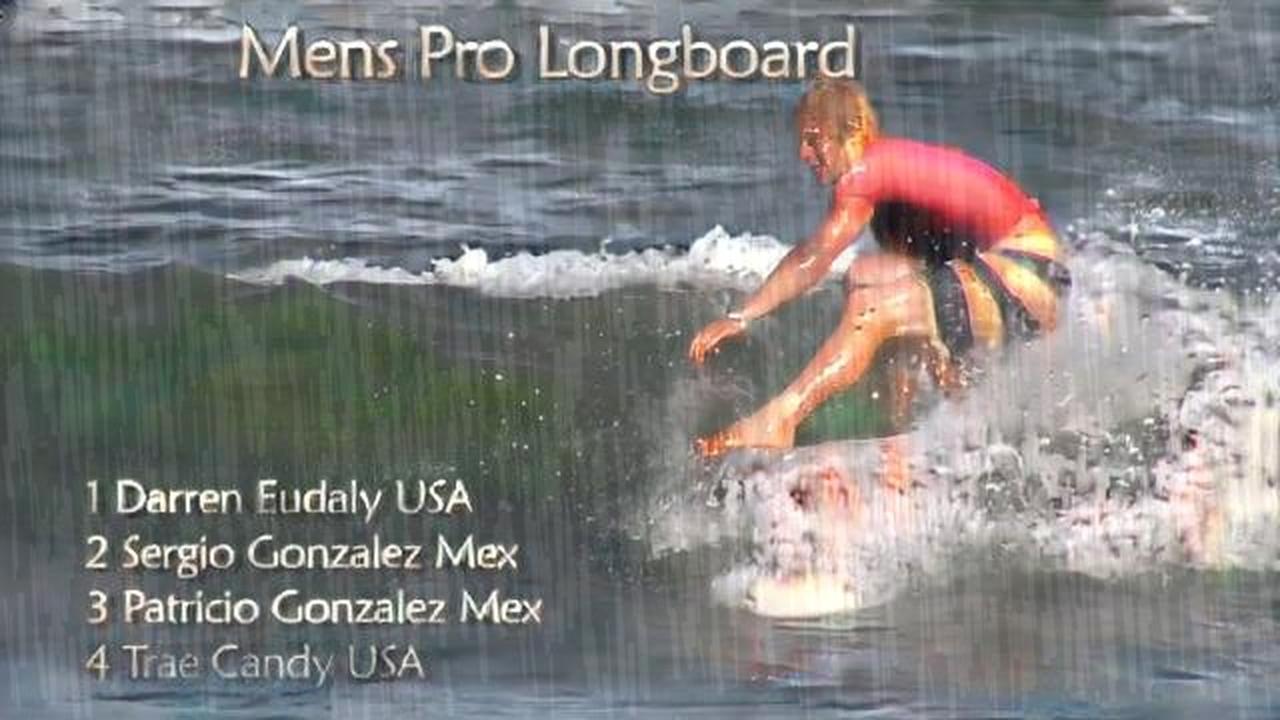 Mens Pro Longboard
1 Darren Eudaly USA
2 Sergio Gonzalez Mex
3 Patricio Gonzalez Mex
4 Trae Candy USA